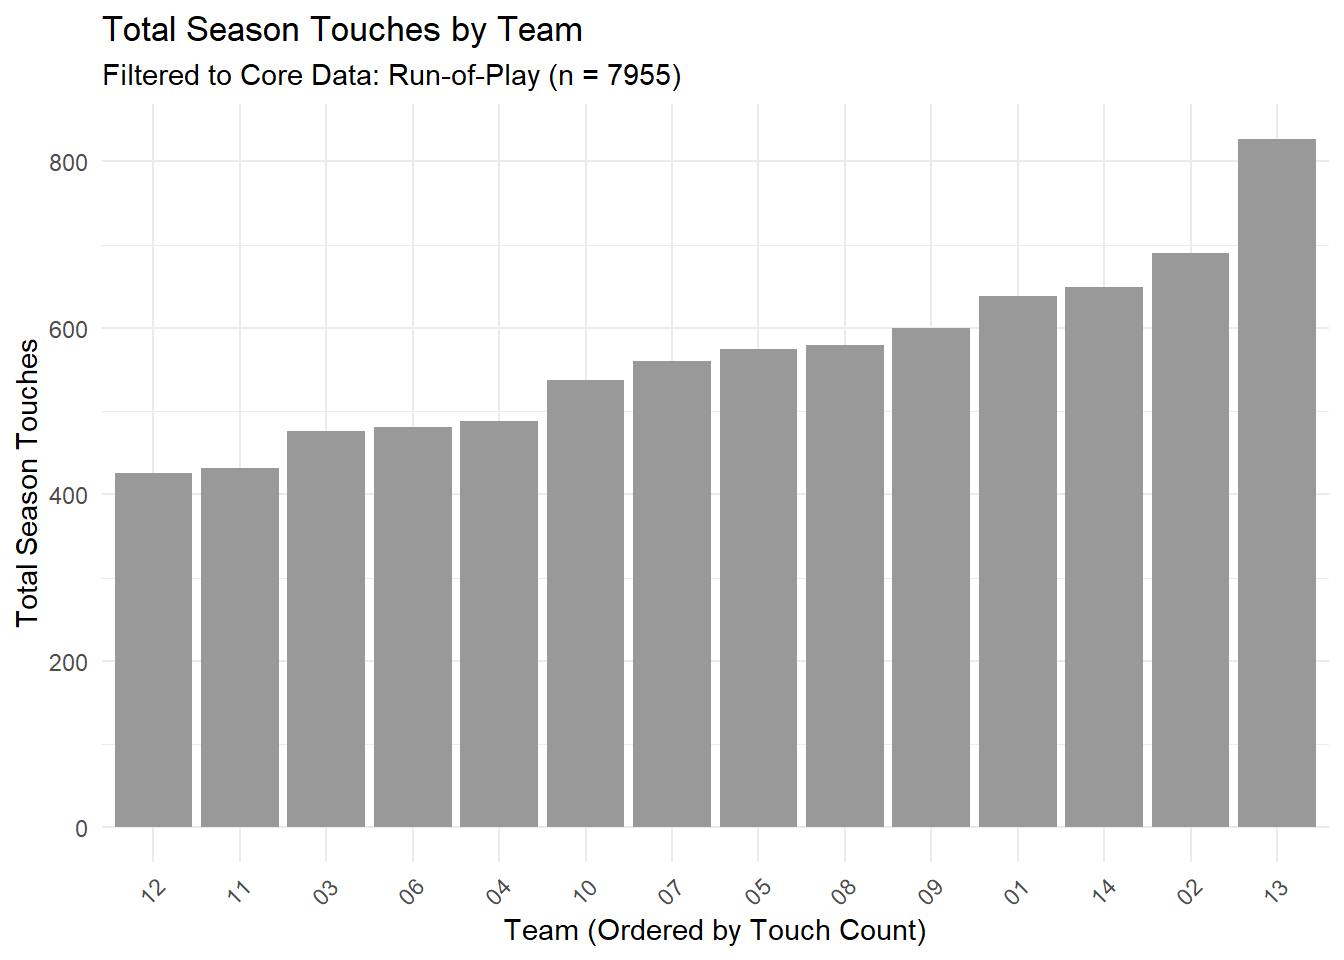 Total Season Touches by Team
Filtered to Core Data: Run-of-Play (n = 7955)
Total Season Touches
800
600
400
200
0
12 11 03 06 04 10 07 05 08 09 01 14 02 13
Team (Ordered by Touch Count)